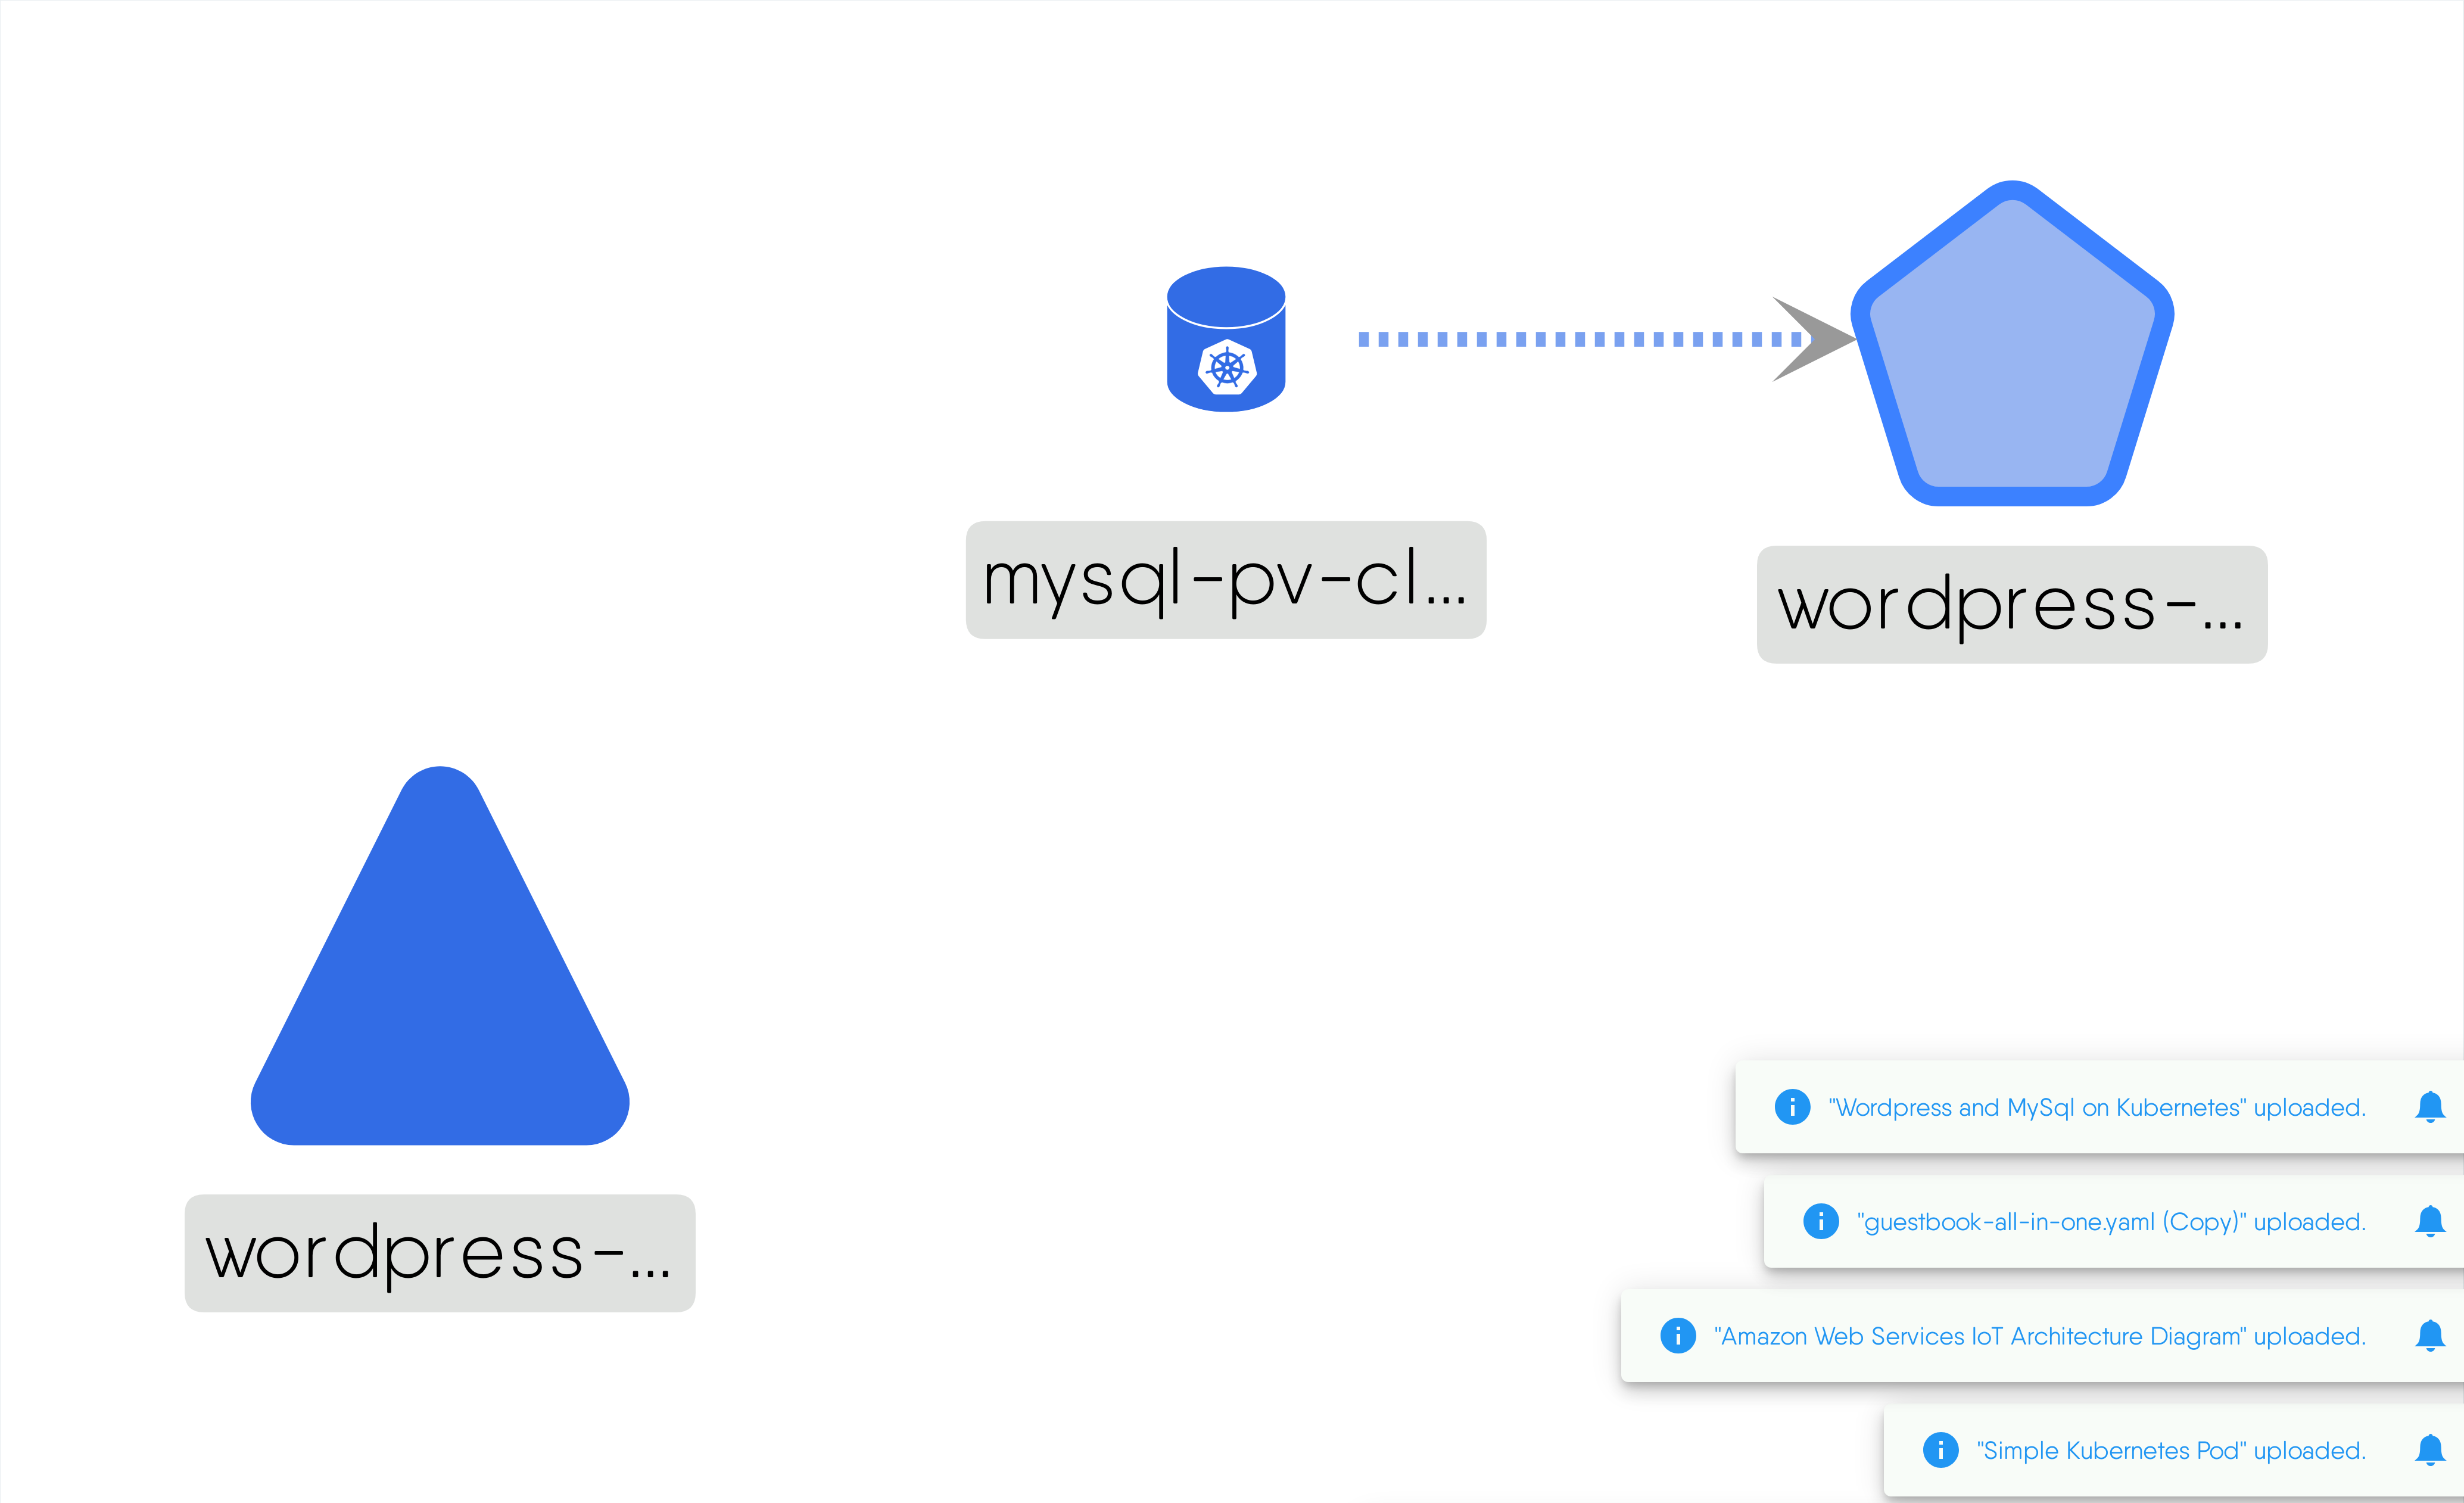 mysql-pv-cl...
wordpress-...
wordpress-...
"Wordpress and MySql on Kubernetes" uploaded.
"guestbook-all-in-one.yaml (Copy)" uploaded.
"Amazon Web Services IoT Architecture Diagram" uploaded.
"Simple Kubernetes Pod" uploaded.